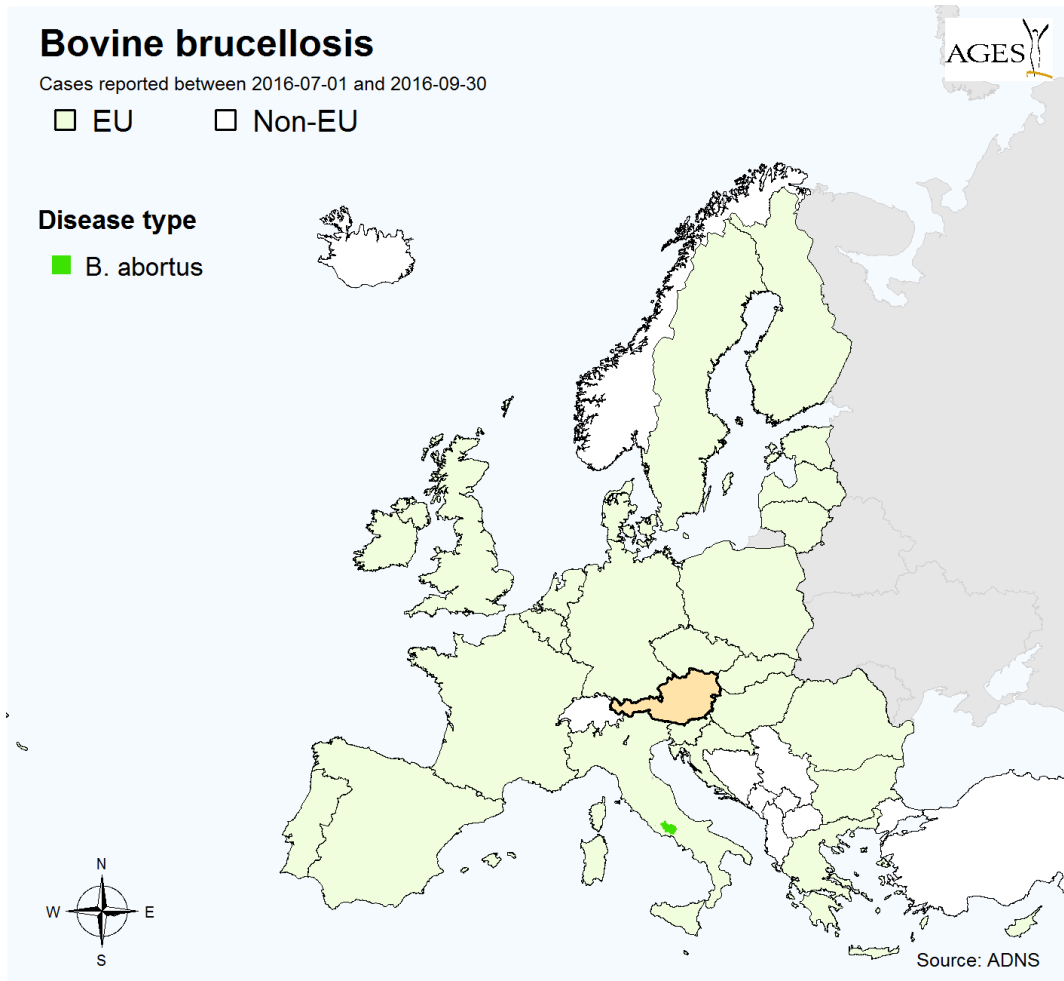 Bovine brucellosis
Cases reported between 2016-07-01 and 2016-09-30
EU Non-EU
AGES
Disease type
B. abortus
N
W E
S
Source: ADNS